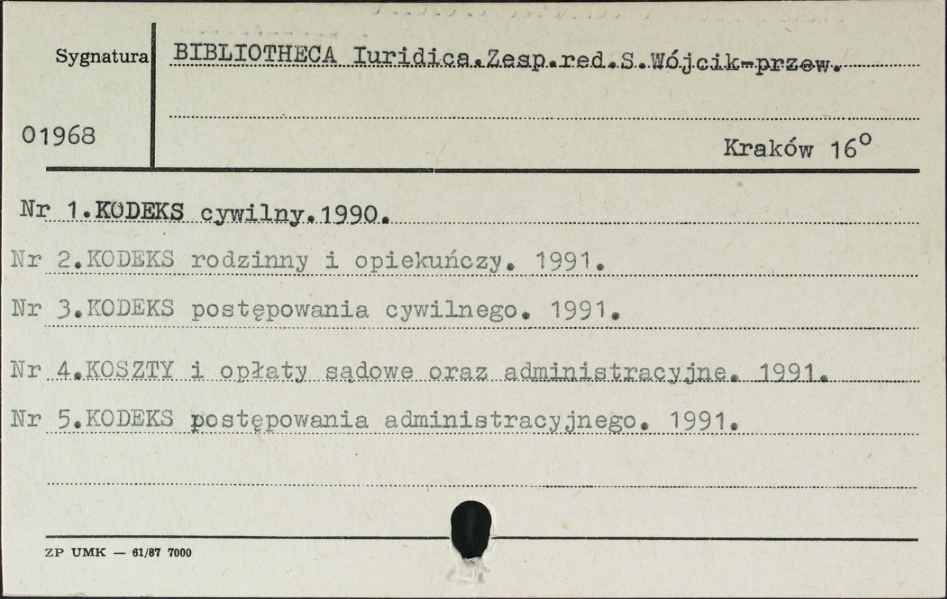 Sygnatura BIBLIOTHECA Iuridica.Zesp.red.S.Wójcik-przew.
01968
Kraków 16°
Nr 1.KODEKS cywilny.1990.
Nr 2.KODEKS rodzinny i opiekuńczy. 1991.
Nr 3.KODEKS postępowania cywilnego. 1991.
Nr 4.KOSZTY i opłaty sądowe oraz administracyjne. 1991.
Nr 5.KODEKS postępowania administracyjnego. 1991.
ZP UMK — 61/87 7000